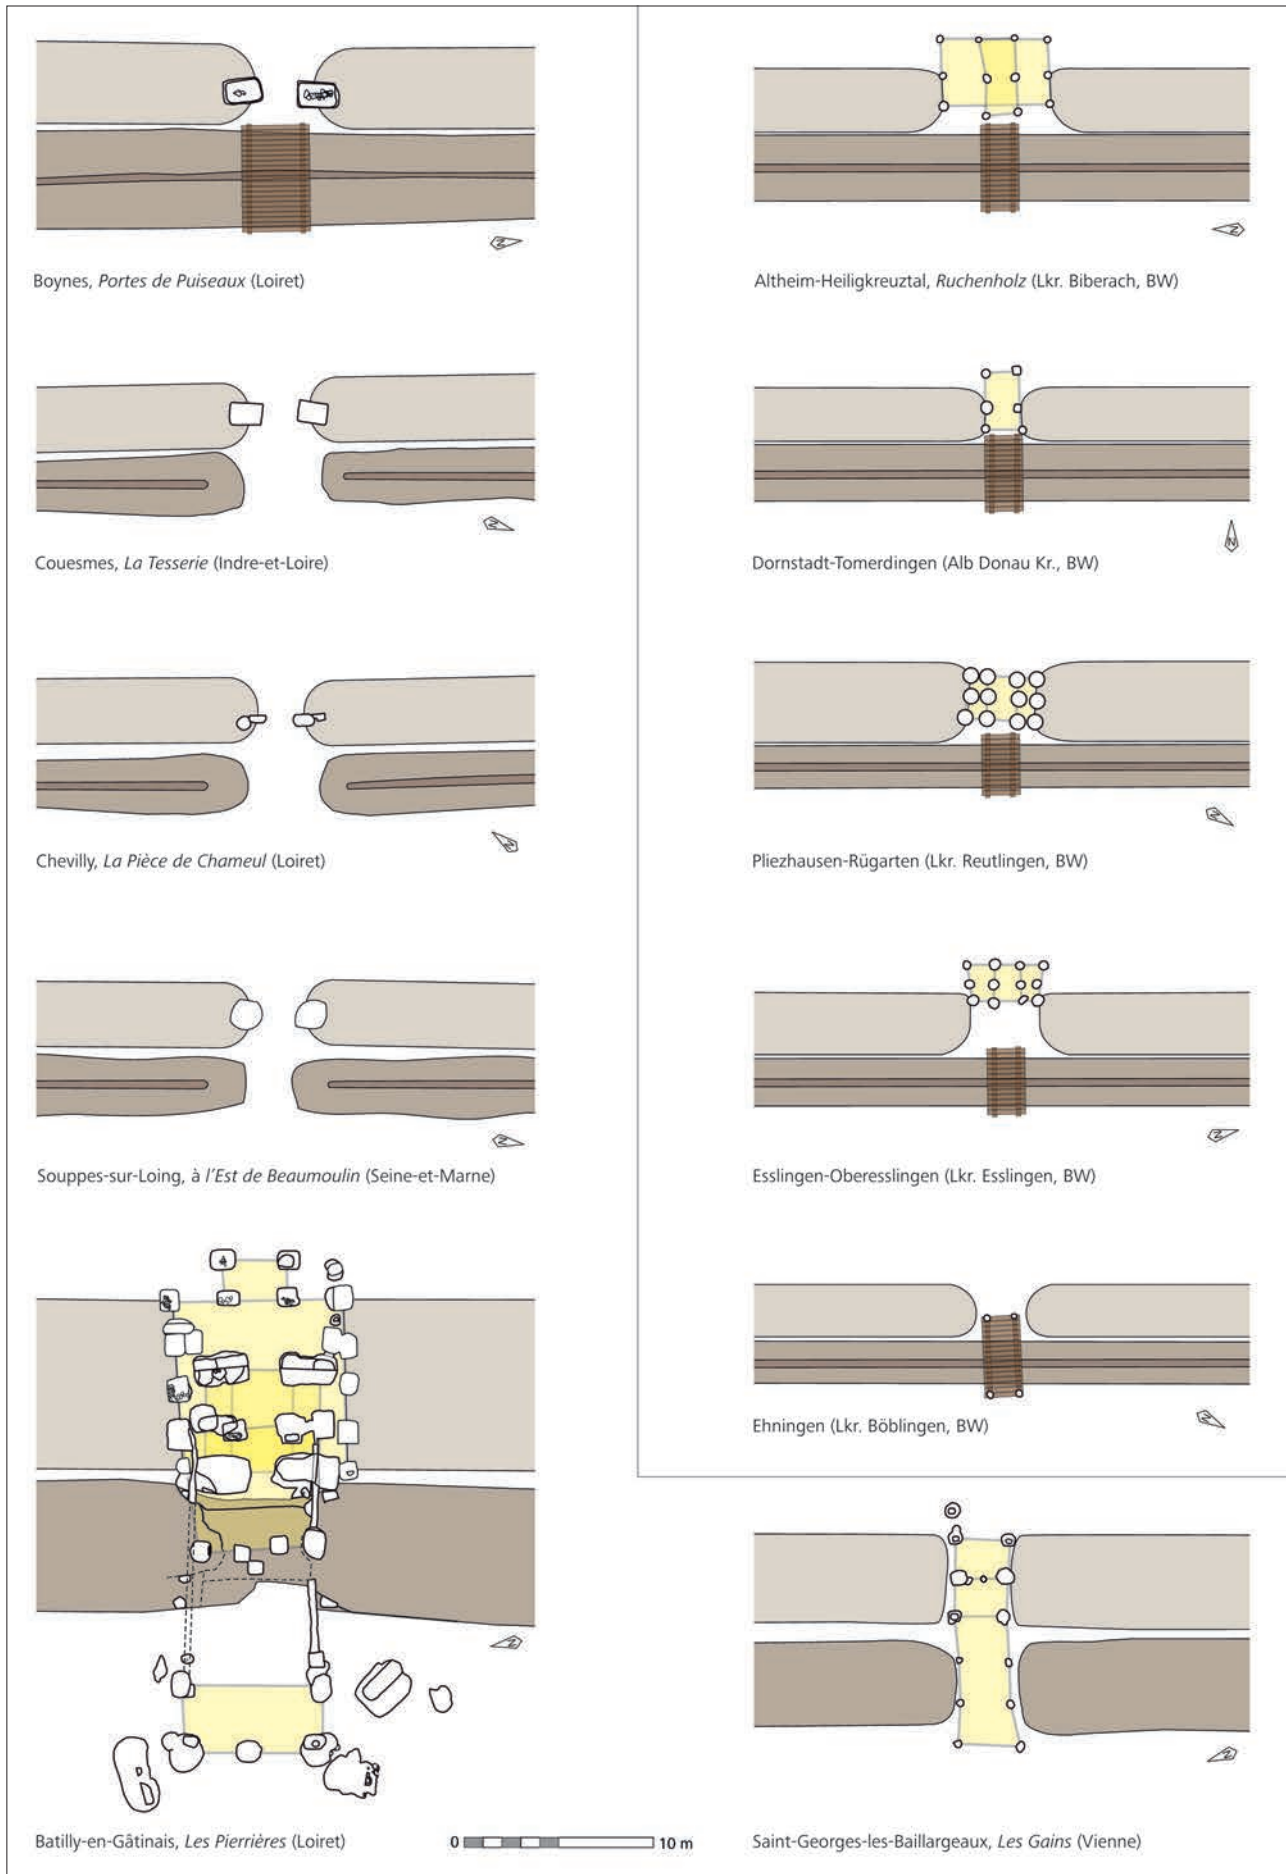 Boynes, Portes de Puiseaux (Loiret)
Couesmes, La Tesserie (Indre-et-Loire)
Chevilly, La Pièce de Chameul (Loiret)
Souppes-sur-Loing, à l'Est de Beaumoulin (Seine-et-Marne)
Batilly-en-Gâtinais, Les Pierrières (Loiret)
0 10 m
Altheim-Heiligkreuztal, Ruchenholz (Lkr. Biberach, BW)
N
Dornstadt-Tomerdingen (Alb Donau Kr., BW)
Pliezhausen-Rügarten (Lkr. Reutlingen, BW)
Esslingen-Oberesslingen (Lkr. Esslingen, BW)
Ehningen (Lkr. Böblingen, BW)
Saint-Georges-les-Baillargeaux, Les Gains (Vienne)